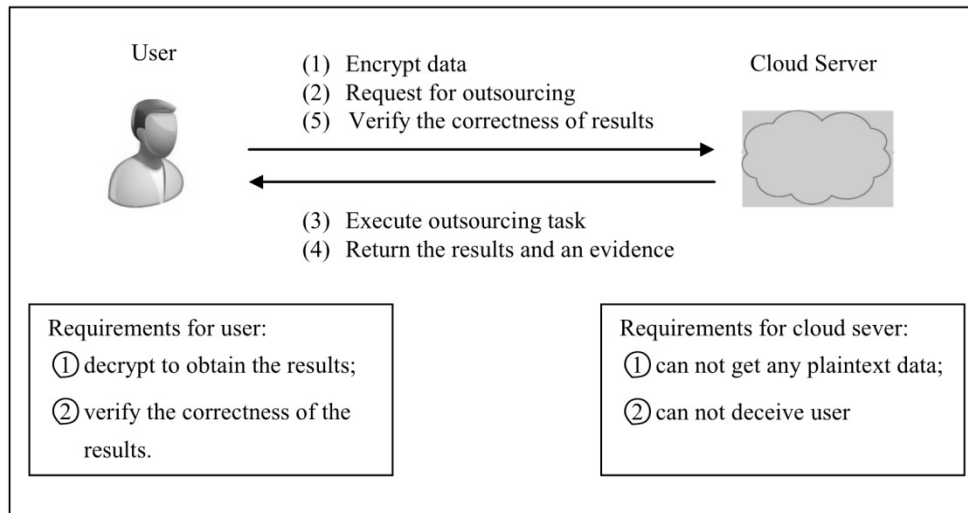 User
Cloud Server
(1) Encrypt data
(2) Request for outsourcing
(5) Verify the correctness of results
(3) Execute outsourcing task
(4) Return the results and an evidence
Requirements for user:
① decrypt to obtain the results;
② verify the correctness of the
results.
Requirements for cloud sever:
① can not get any plaintext data;
② can not deceive user